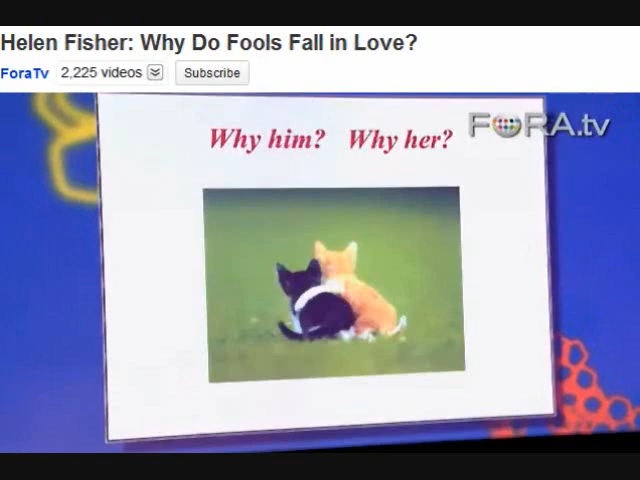 Helen Fisher: Why Do Fools Fall in Love?
ForaTv 2,225 videos Subscribe
FORA.tv
Why him? Why her?